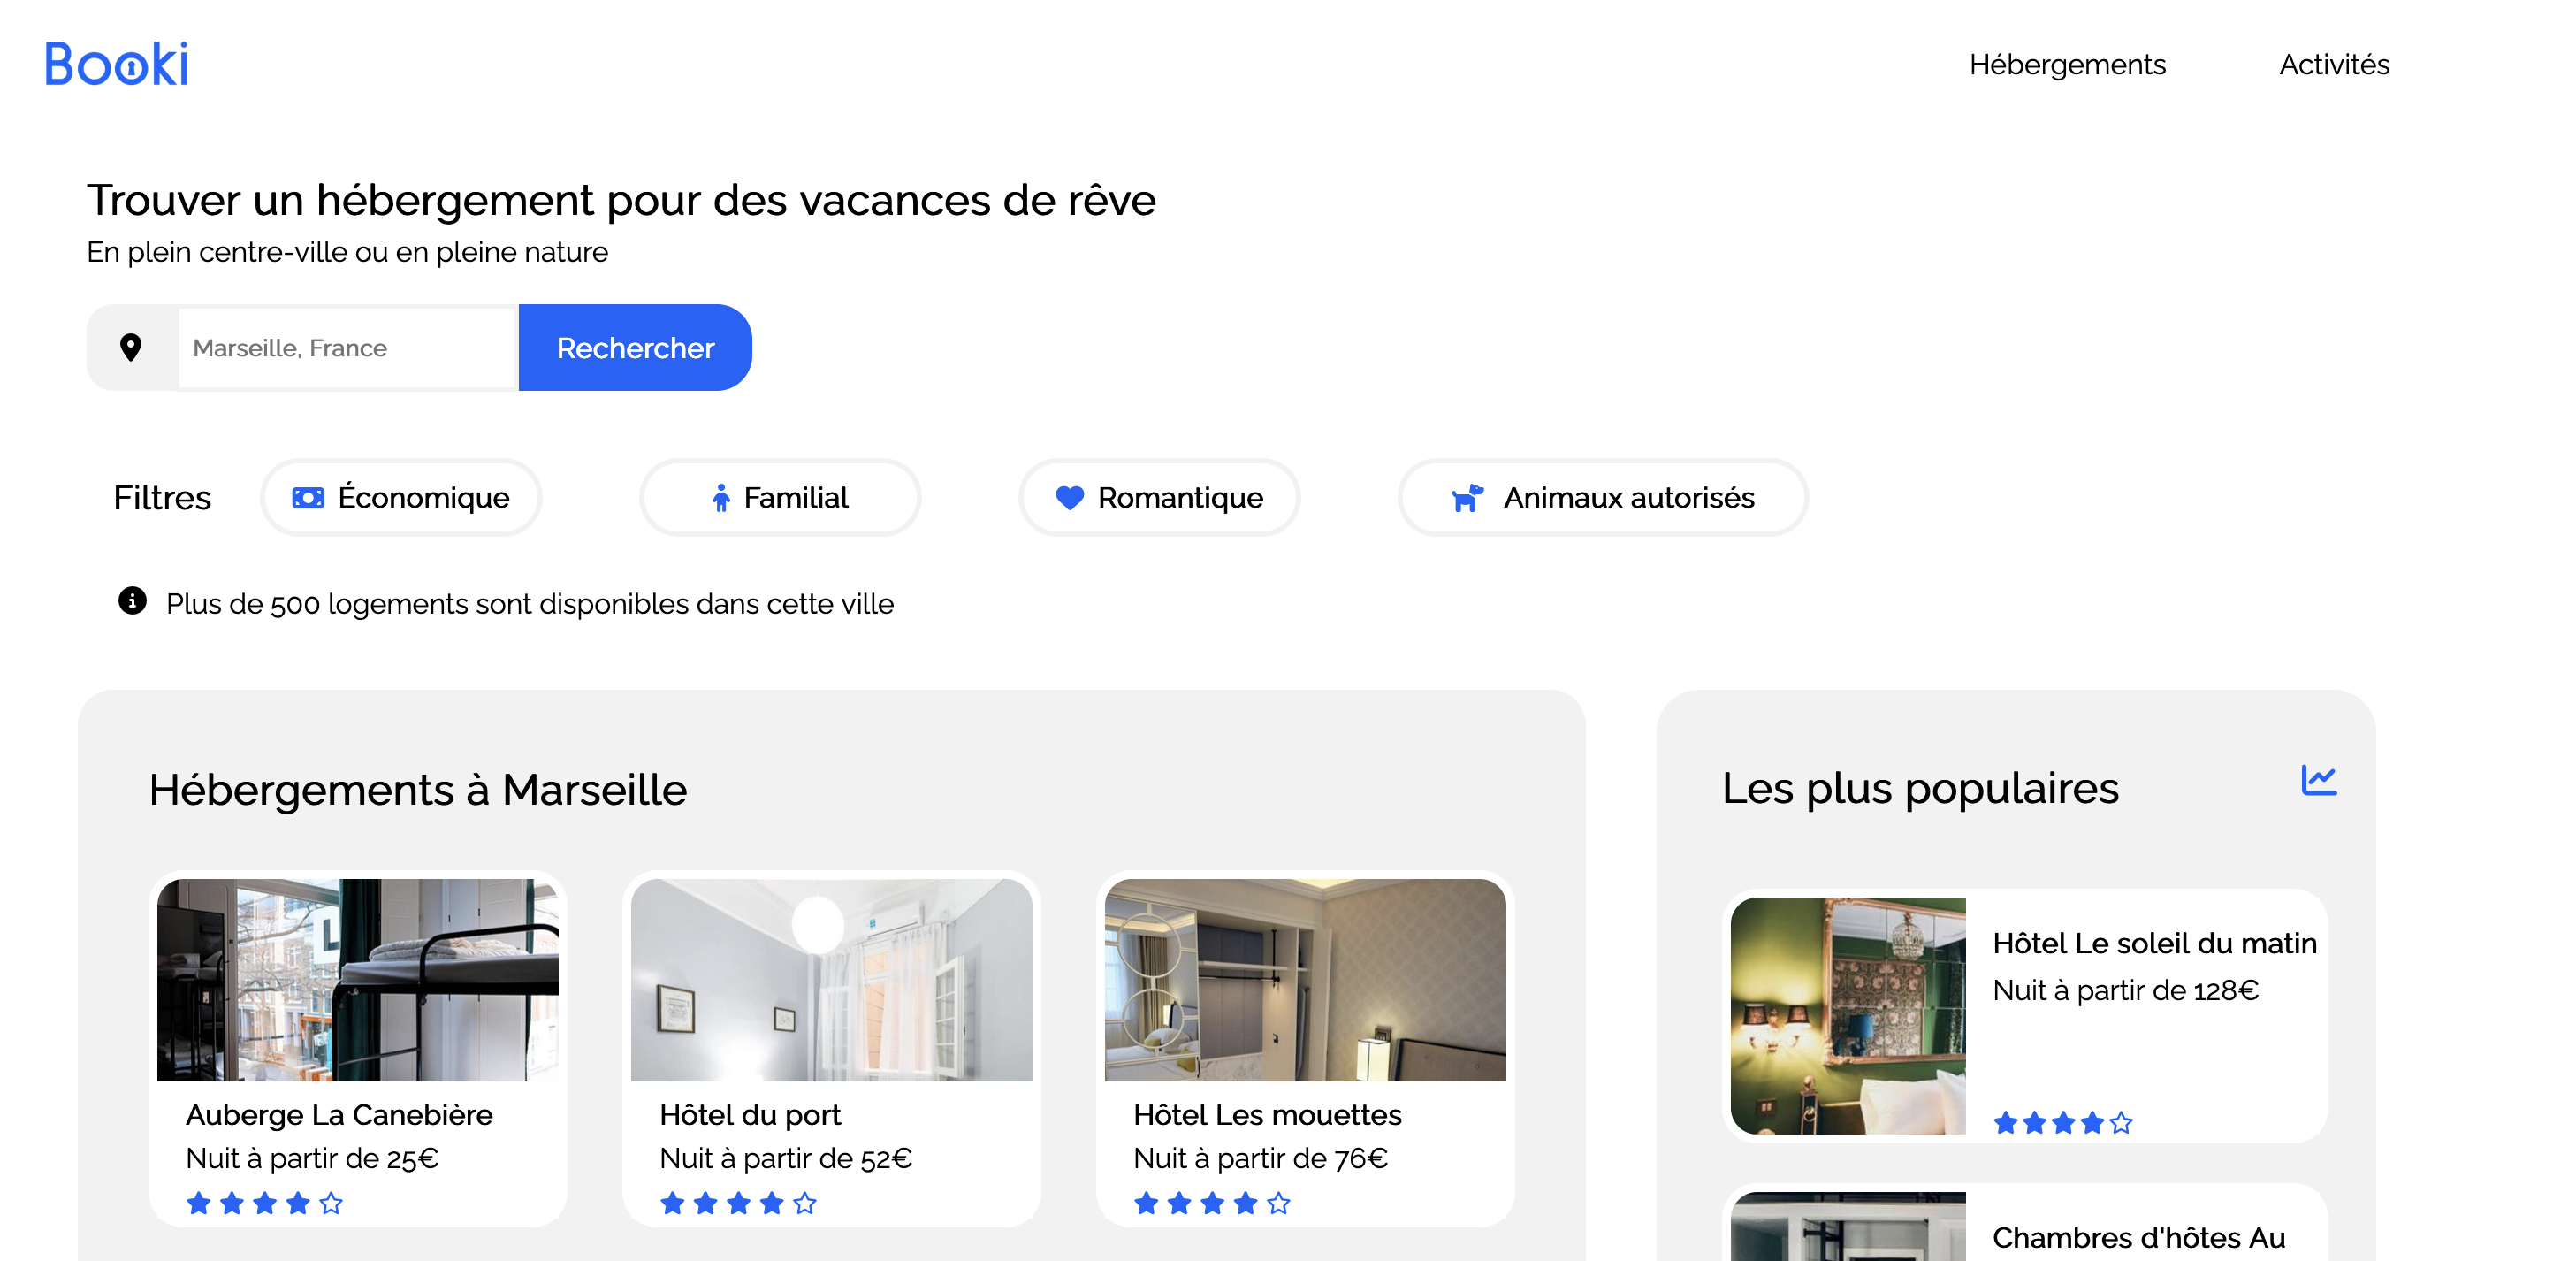 Booki
Hébergements
Activités
Trouver un hébergement pour des vacances de rêve
En plein centre-ville ou en pleine nature
Marseille, France
Rechercher
Filtres
Économique
Familial
Romantique
Animaux autorisés
Plus de 500 logements sont disponibles dans cette ville
Hébergements à Marseille
Auberge La Canebière
Nuit à partir de 25€
Hôtel du port
Nuit à partir de 52€
Hôtel Les mouettes
Nuit à partir de 76€
Les plus populaires
Hôtel Le soleil du matin
Nuit à partir de 128€
Chambres d'hôtes Au